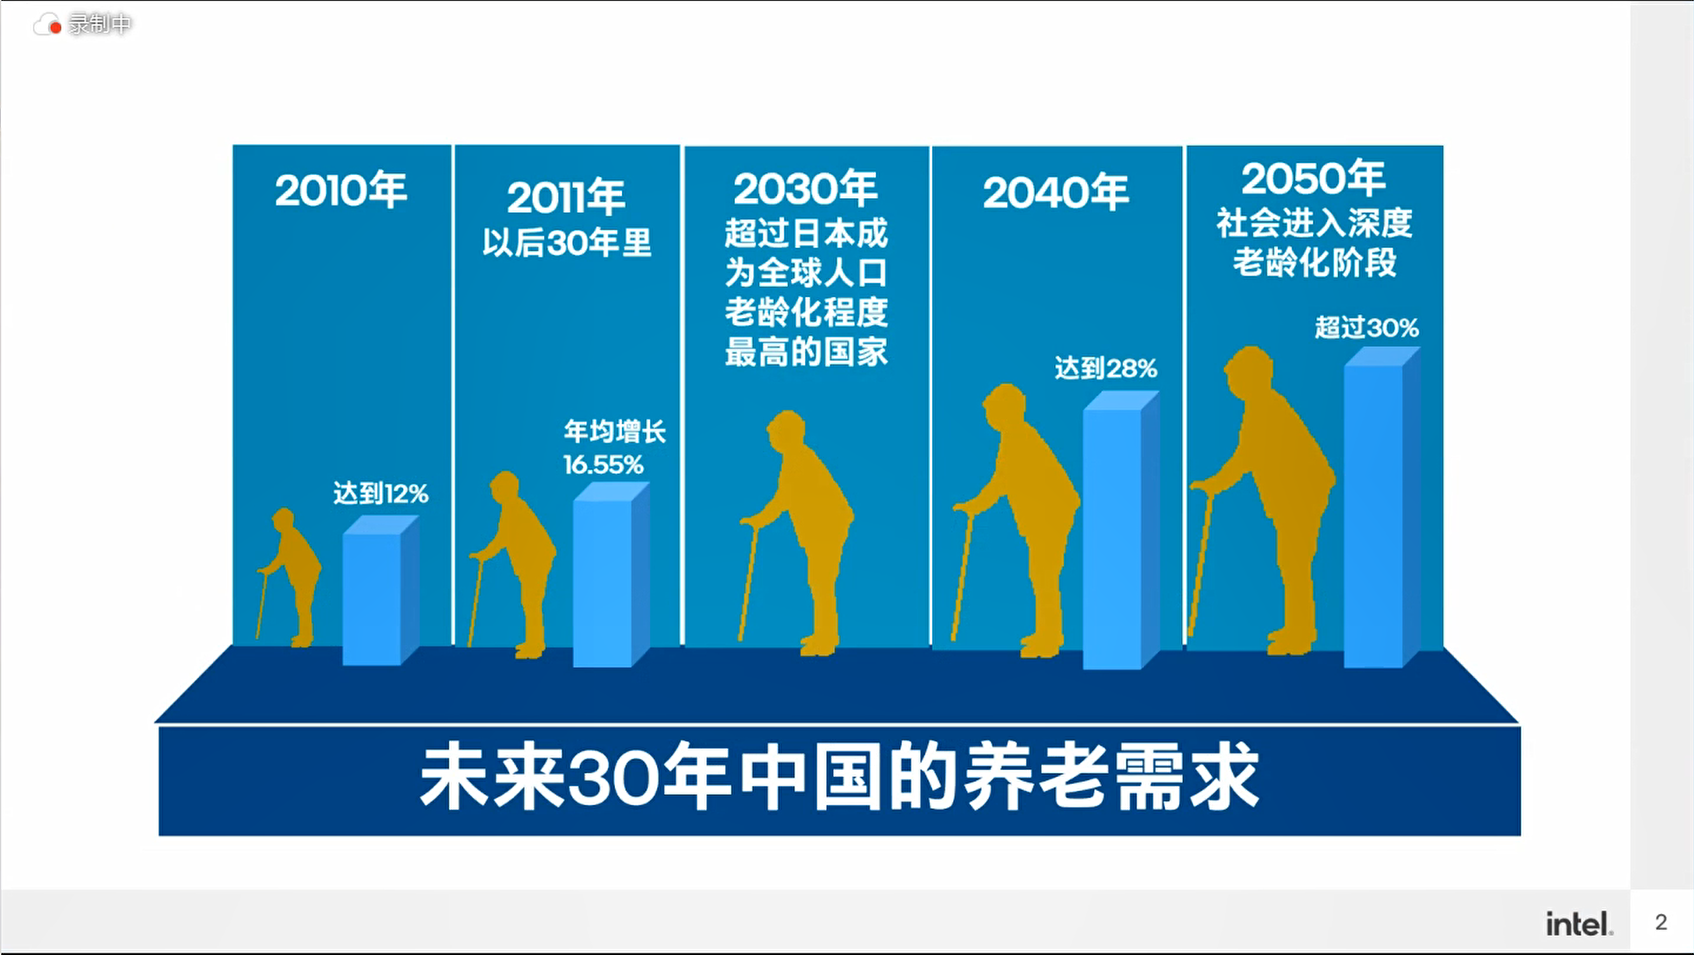 录制中
2010年
达到12%
2011年
以后30年里
年均增长
16.55%
2030年
超过日本成
为全球人口
老龄化程度
最高的国家
2040年
达到28%
2050年
社会进入深度
老龄化阶段
超过30%
未来30年中国的养老需求
intel.
2